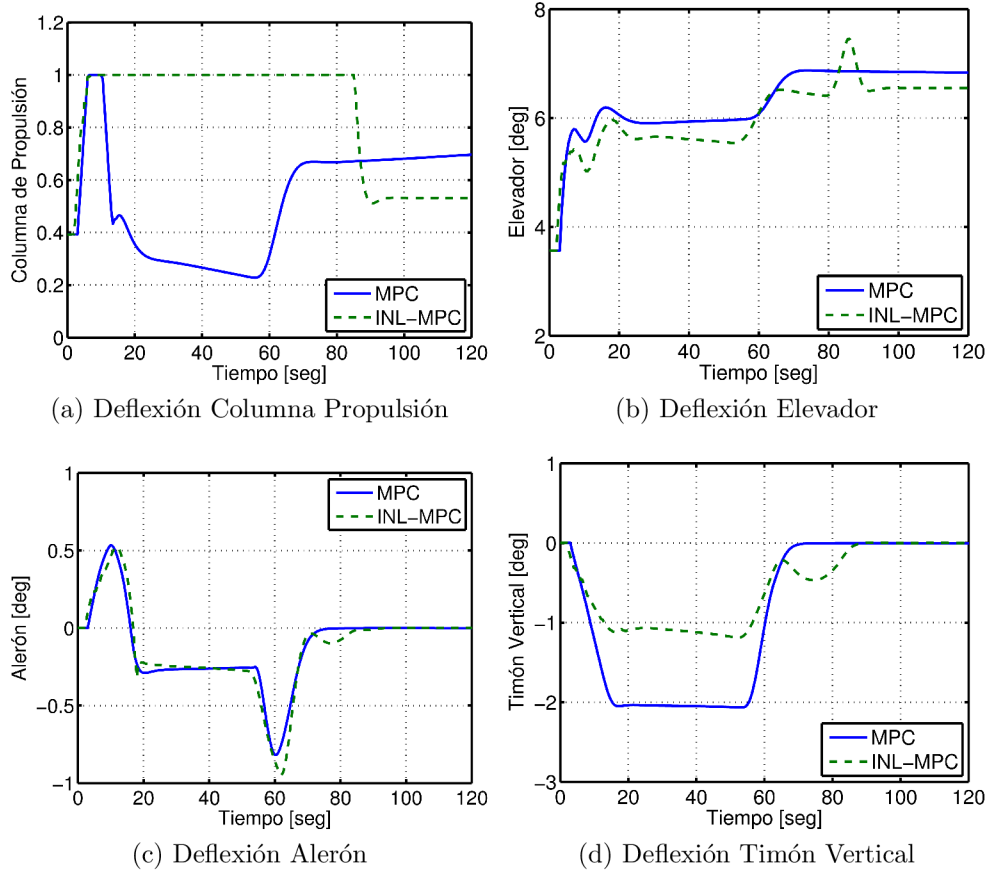 Columna de Propulsión
1.2
1
0.8
0.6
0.4
0.2
0
0 20 40 60 80 100 120
Tiempo [seg]
MPC
INL-MPC
(a) Deflexión Columna Propulsión
Elevador [deg]
8
6
4
2
0 20 40 60 80 100 120
Tiempo [seg]
MPC
INL-MPC
(b) Deflexión Elevador
Alerón [deg]
1
0.5
0
-0.5
-1
0 20 40 60 80 100 120
Tiempo [seg]
MPC
INL-MPC
(c) Deflexión Alerón
Timón Vertical [deg]
1
0
-1
-2
-3
0 20 40 60 80 100 120
Tiempo [seg]
MPC
INL-MPC
(d) Deflexión Timón Vertical